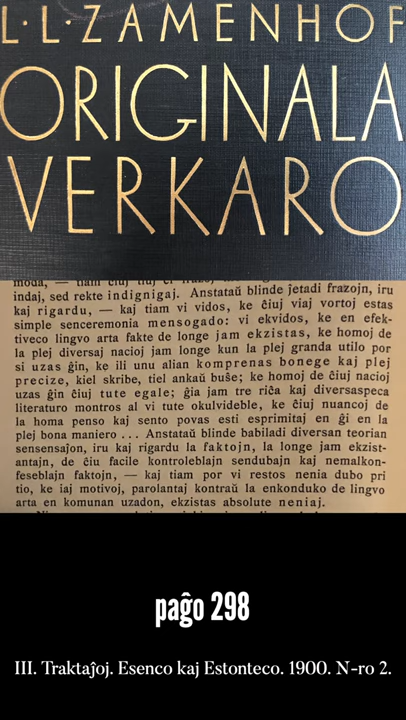 L·L·ZAMENHOF
ORIGINALA
VERKARO
indaj, sed rekte indignigaj. Anstataŭ blinde ĵetadi frazojn, iru
kaj rigardu, — kaj tiam vi vidos, ke ĉiuj viaj vortoj estas
simple senceremonia mensogado: vi ekvidos, ke en efek-
tiveco lingvo arta fakte de longe jam ekzistas, ke homoj de
la plej diversaj nacioj jam longe kun la plej granda utilo por
si uzas ĝin, ke ili unu alian komprenas bonege kaj plej
precize, kiel skribe, tiel ankaŭ buŝe; ke homoj de ĉiuj nacioj
uzas ĝin ĉiuj tute egale; ĝia jam tre riĉa kaj diversaspeca
literaturo montros al vi tute okulvideble, ke ĉiuj nuancoj de
la homa penso kaj sento povas esti esprimitaj en ĝi en la
plej bona maniero ... Anstataŭ blinde babiladi diversan teorian
sensensaĵon, iru kaj rigardu la faktojn, la longe jam ekzist-
antajn, de ĉiu facile kontroleblajn sendubajn kaj nemalkon-
feseblajn faktojn, — kaj tiam por vi restos nenia dubo pri
tio, ke iaj motivoj, parolantaj kontraŭ la enkonduko de lingvo
arta en komunan uzadon, ekzistas absolute neniaj.
paĝo 298
III. Traktaĵoj. Esenco kaj Estonteco. 1900. N-ro 2.